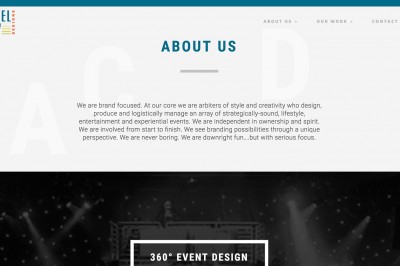 EL
DESIGNS
ABOUT US
OUR WORK
CONTACT
ABOUT US
A C D
We are brand focused. At our core we are arbiters of style and creativity who design,
produce and logistically manage an array of strategically-sound, lifestyle,
entertainment and experiential events. We are independent in ownership and spirit.
We are involved from start to finish. We see branding possibilities through a unique
perspective. We are never boring. We are downright fun...but with serious focus.
360° EVENT DESIGN